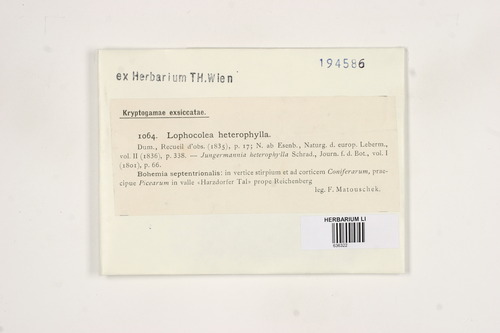 194586
ex Herbarium TH.Wien
Kryptogamae exsiccatae.
1064. Lophocolea heterophylla.
Dum., Recueil d'obs. (1835), p. 17; N. ab Esenb., Naturg. d. europ. Leberm.,
vol. II (1836), p. 338. — Jungermannia heterophylla Schrad., Journ. f. d. Bot., vol. I
(1801), p. 66.
Bohemia septentrionalis: in vertice stirpium et ad corticem Coniferarum, prae-
cipue Picearum in valle «Harzdorfer Tal» prope Reichenberg
leg. F. Matouschek.
HERBARIUM LI